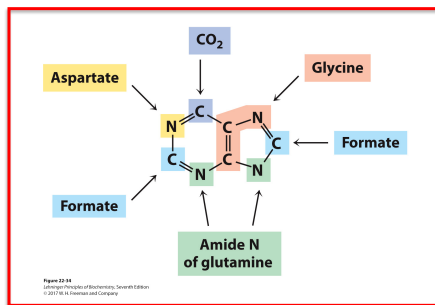 CO₂
Aspartate
Glycine
N
C
N
C
C
C
C
N
N
Formate
Formate
Amide N
of glutamine
Figure 22-34
Lehninger Principles of Biochemistry, Seventh Edition
© 2017 W. H. Freeman and Company